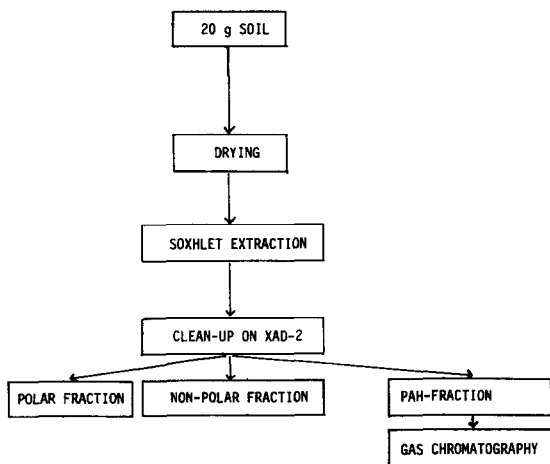 20 g SOIL
DRYING
SOXHLET EXTRACTION
CLEAN-UP ON XAD-2
POLAR FRACTION
NON-POLAR FRACTION
PAH-FRACTION
GAS CHROMATOGRAPHY